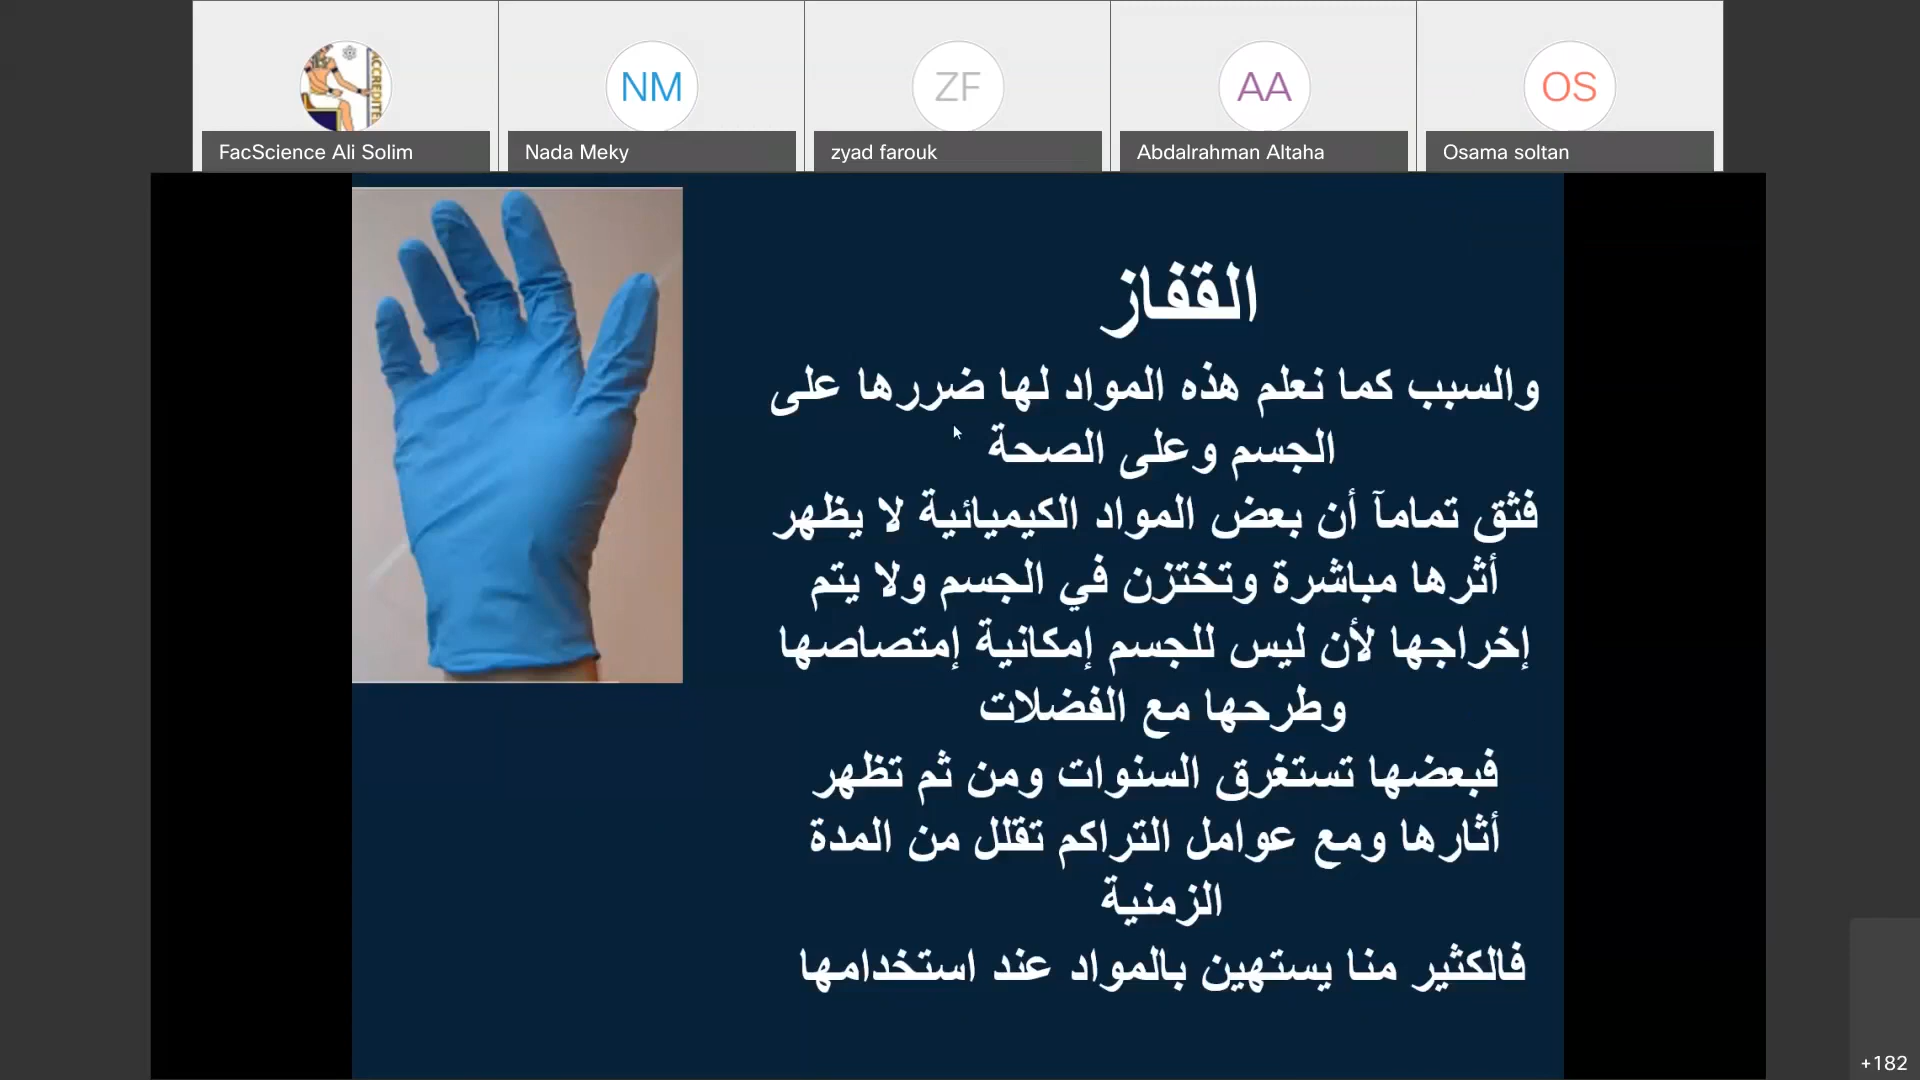 ACCREDITED
NM
ZF
AA
OS
FacScience Ali Solim
Nada Meky
zyad farouk
Abdalrahman Altaha
Osama soltan
القفاز
والسبب كما نعلم هذه المواد لها ضررها على
الجسم وعلى الصحة
فثق تمامآ أن بعض المواد الكيميائية لا يظهر
أثرها مباشرة وتختزن في الجسم ولا يتم
إخراجها لأن ليس للجسم إمكانية إمتصاصها
وطرحها مع الفضلات
فبعضها تستغرق السنوات ومن ثم تظهر
أثارها ومع عوامل التراكم تقلل من المدة
الزمنية
فالكثير منا يستهين بالمواد عند استخدامها
+182